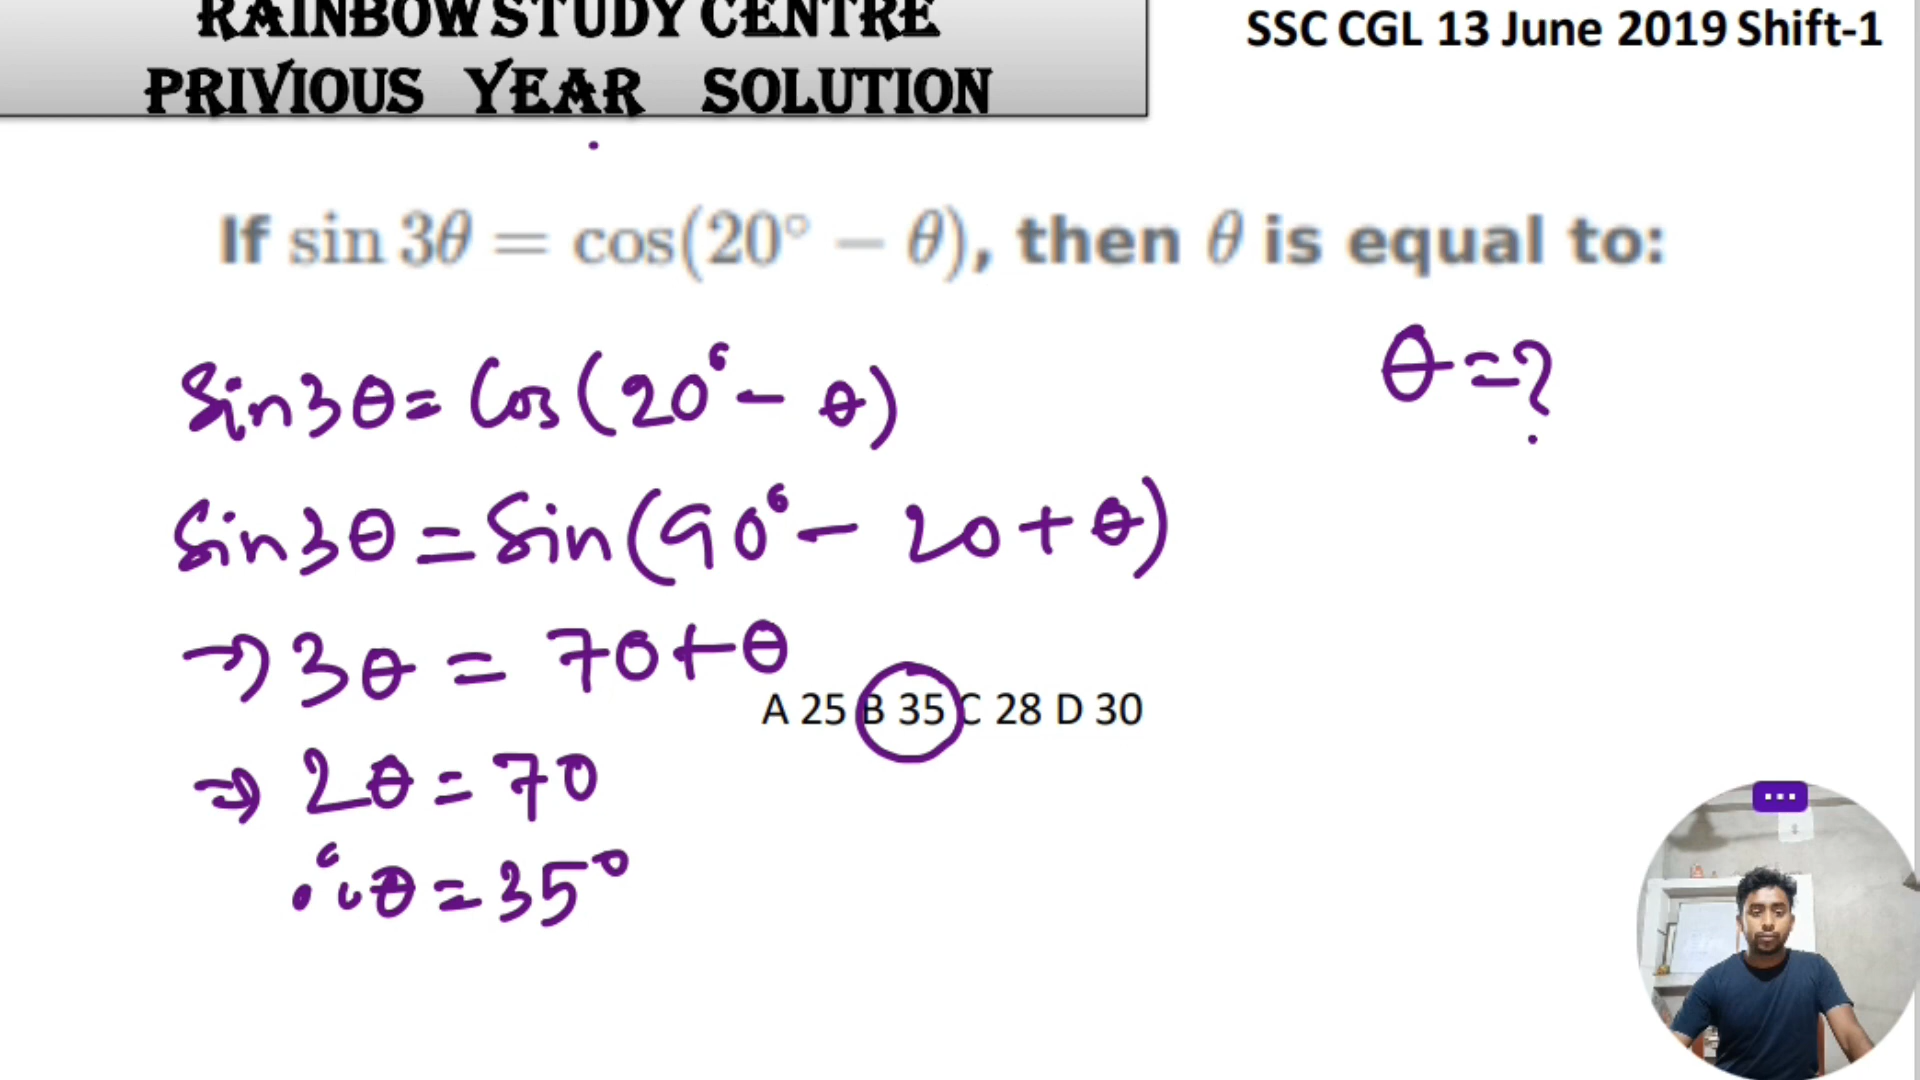 RAINBOW STUDY CENTRE
PRIVIOUS YEAR SOLUTION
SSC CGL 13 June 2019 Shift-1
If sin 3θ = cos(20° − θ), then θ is equal to:
θ = ?
Sin3θ = Cos(20° − θ)
Sin3θ = Sin(90° − 20 + θ)
→ 3θ = 70 + θ
A 25 B 35 C 28 D 30
⇒ 2θ = 70
∴ θ = 35°